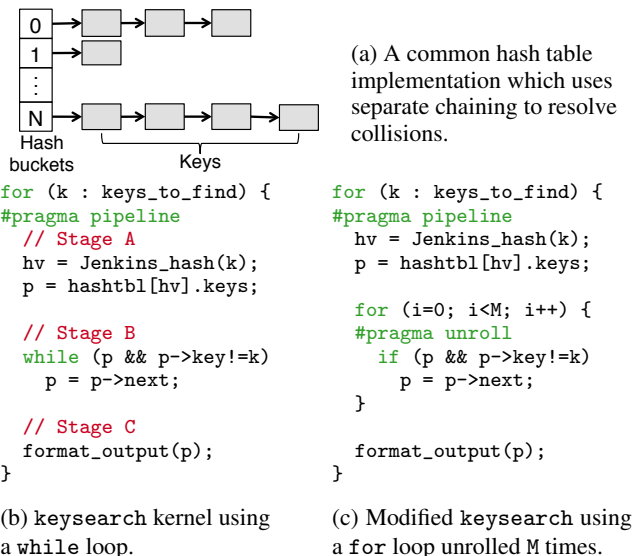 0
1
⋮
N
Hash
buckets
Keys
(a) A common hash table
implementation which uses
separate chaining to resolve
collisions.
for (k : keys_to_find) {
#pragma pipeline
  // Stage A
  hv = Jenkins_hash(k);
  p = hashtbl[hv].keys;

  // Stage B
  while (p && p->key!=k)
    p = p->next;

  // Stage C
  format_output(p);
}
(b) keysearch kernel using
a while loop.
for (k : keys_to_find) {
#pragma pipeline
  hv = Jenkins_hash(k);
  p = hashtbl[hv].keys;

  for (i=0; i<M; i++) {
  #pragma unroll
    if (p && p->key!=k)
      p = p->next;
  }

  format_output(p);
}
(c) Modified keysearch using
a for loop unrolled M times.